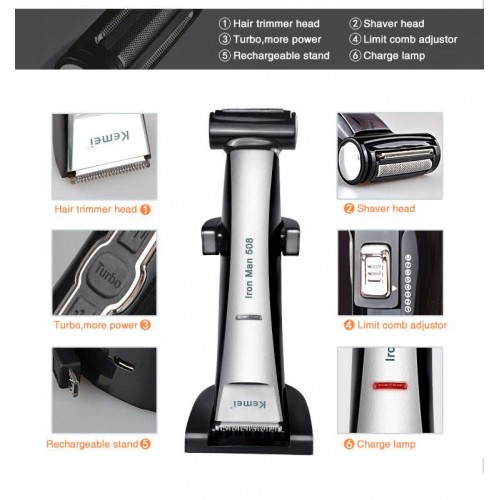 ① Hair trimmer head ② Shaver head
③ Turbo,more power ④ Limit comb adjustor
⑤ Rechargeable stand ⑥ Charge lamp
Kemei
Hair trimmer head ①
② Shaver head
Iron Man 508
Turbo
Turbo,more power ③
④ Limit comb adjustor
Iron
Kemei
Rechargeable stand ⑤
⑥ Charge lamp